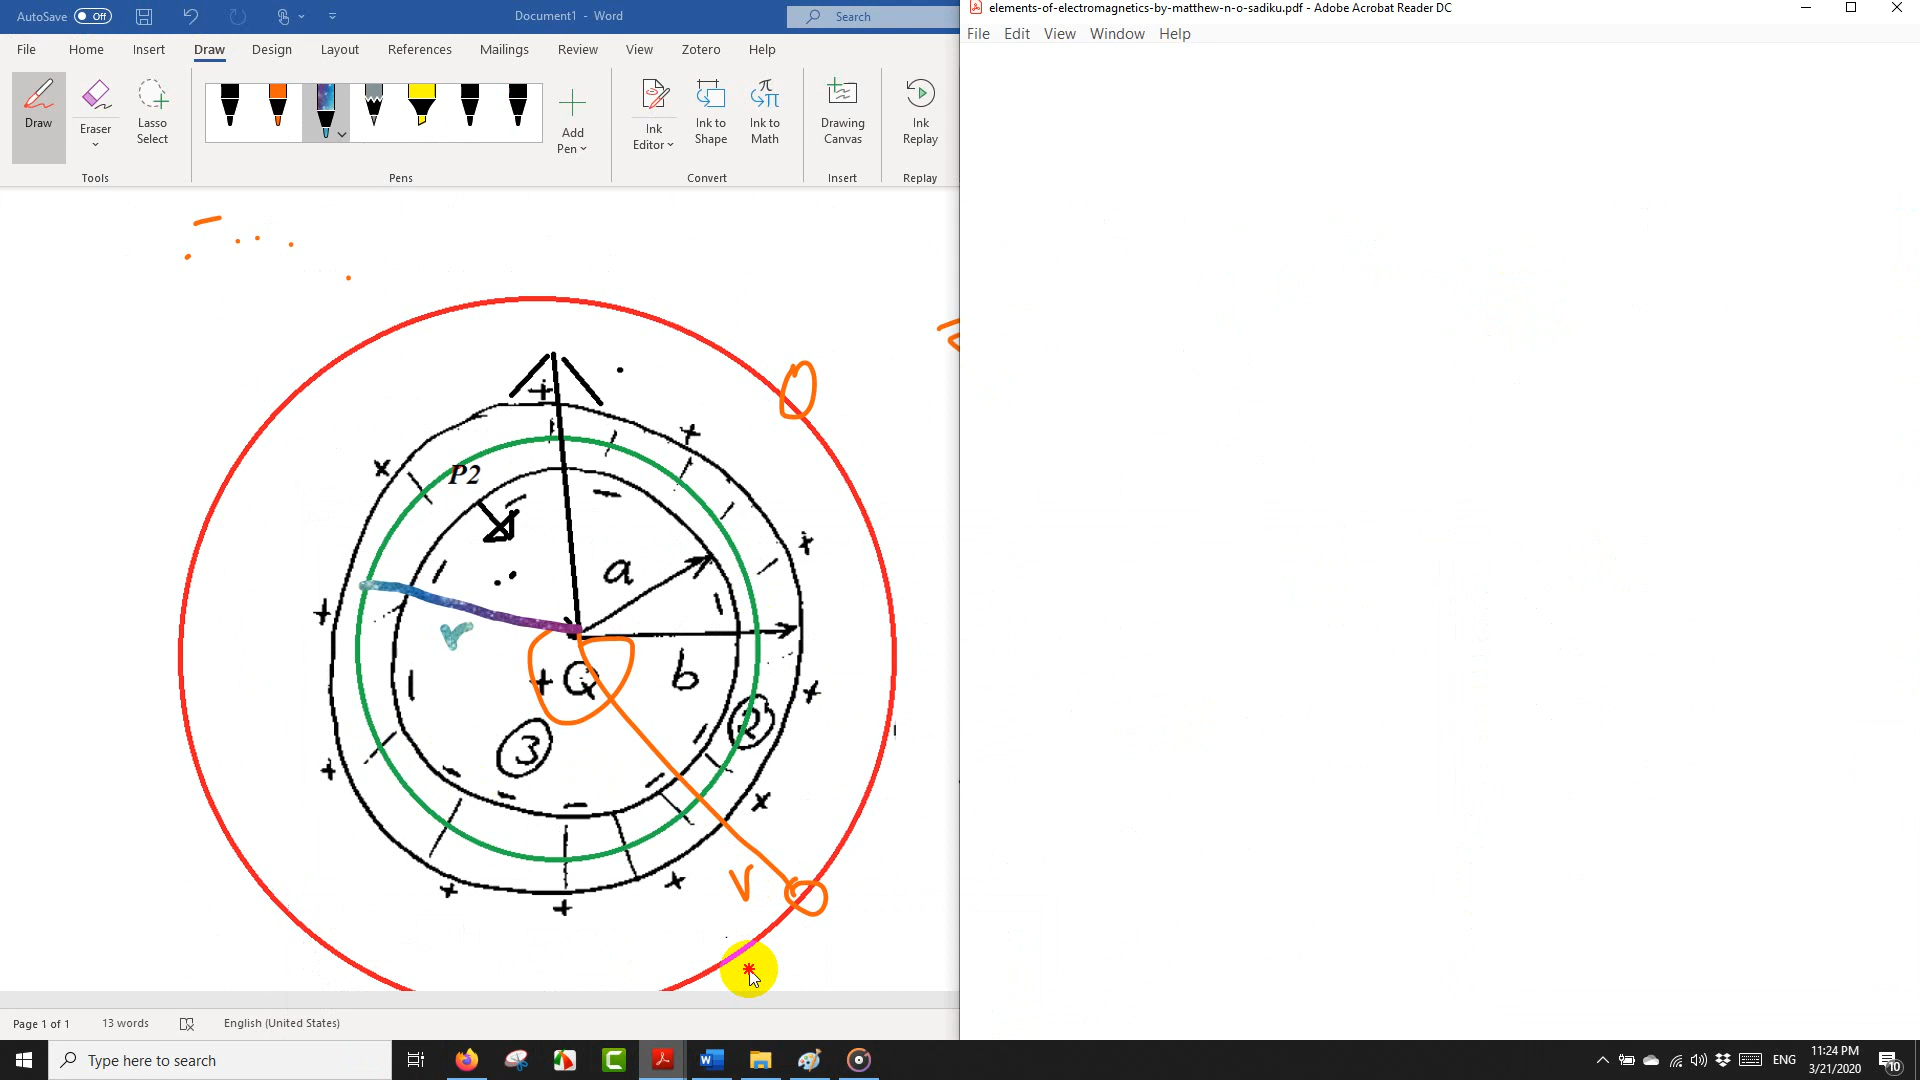 AutoSave Off Document1 - Word Search
File Home Insert Draw Design Layout References Mailings Review View Zotero Help
Draw Eraser Lasso Select Add Pen Ink Editor Ink to Shape Ink to Math Drawing Canvas Ink Replay
Tools Pens Convert Insert Replay
elements-of-electromagnetics-by-matthew-n-o-sadiku.pdf - Adobe Acrobat Reader DC
File Edit View Window Help
P2
a
r
+Q
b
2
3
r
Page 1 of 1 13 words English (United States)
Type here to search
ENG
11:24 PM
3/21/2020
10